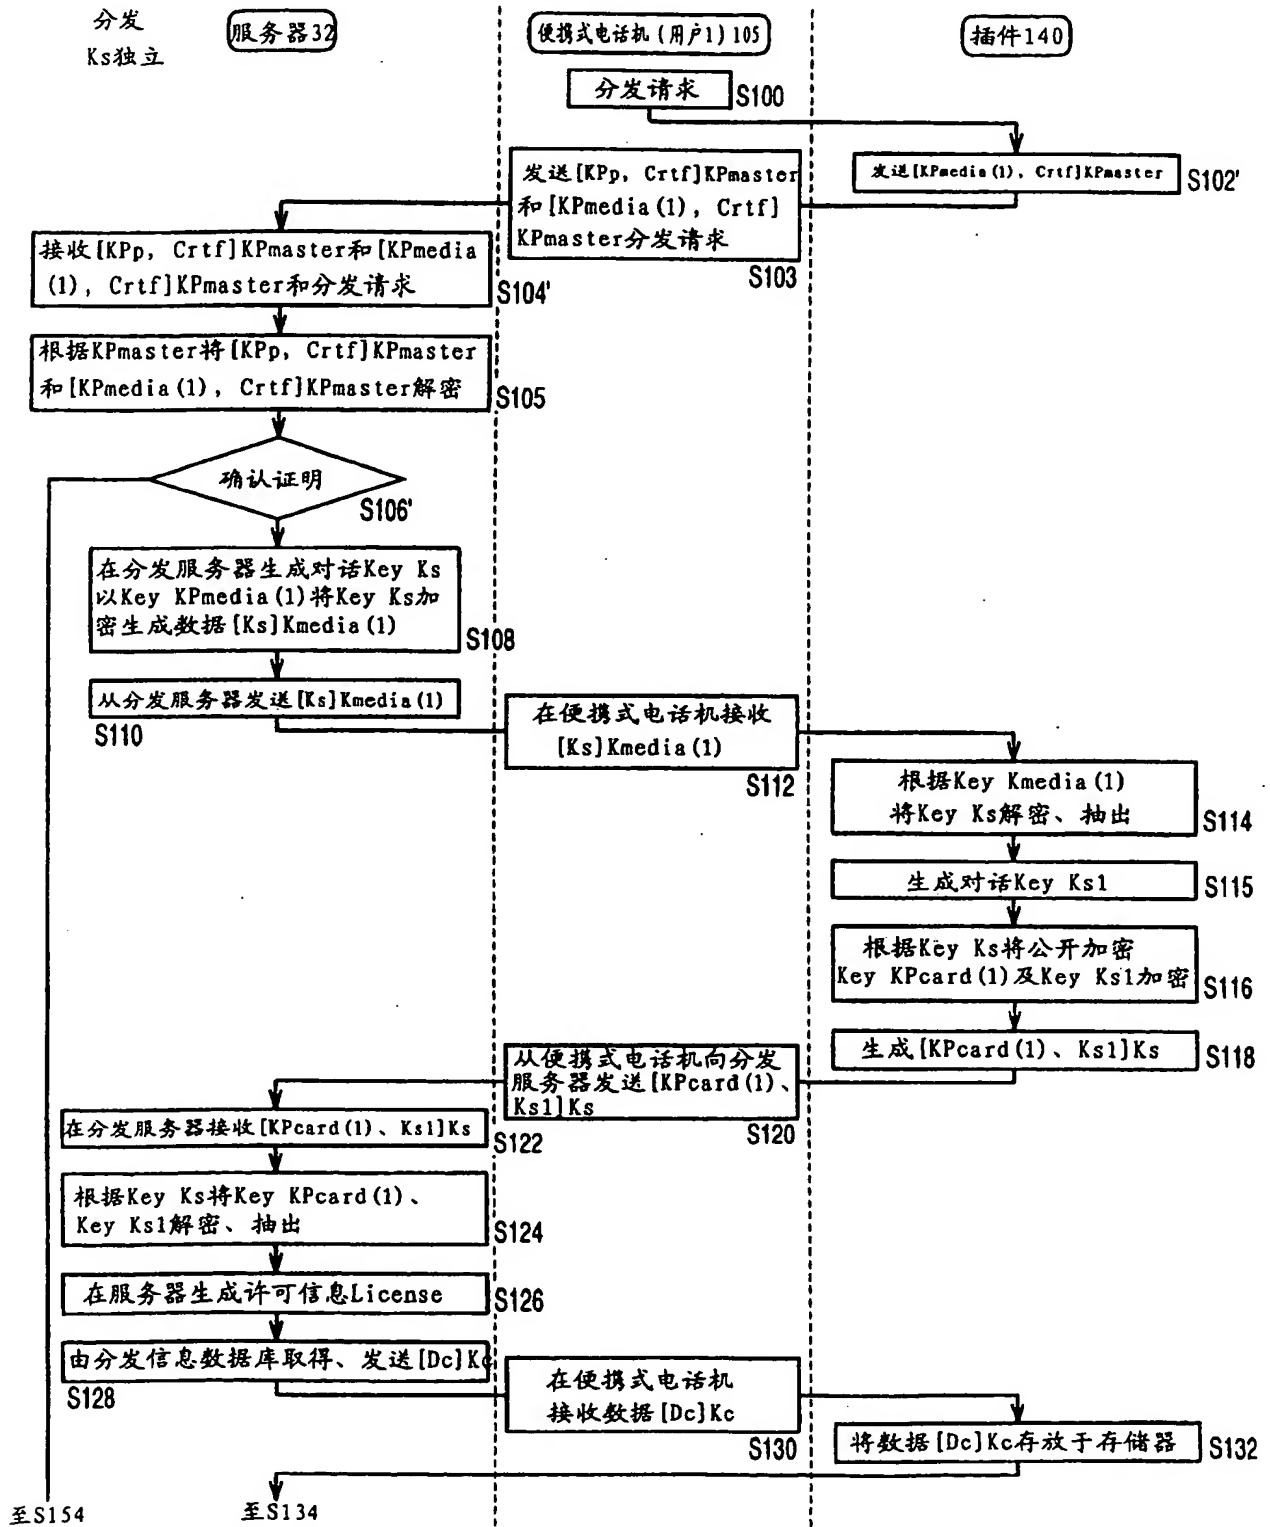 分发
Ks独立
服务器32
便携式电话机(用户1)105
插件140
分发请求
S100
发送[KPmedia(1), Crtf]KPmaster
S102'
发送[KPp, Crtf]KPmaster
和[KPmedia(1), Crtf]
KPmaster分发请求
S103
接收[KPp, Crtf]KPmaster和[KPmedia
(1), Crtf]KPmaster和分发请求
S104'
根据KPmaster将[KPp, Crtf]KPmaster
和[KPmedia(1), Crtf]KPmaster解密
S105
确认证明
S106'
在分发服务器生成对话Key Ks
以Key KPmedia(1)将Key Ks加
密生成数据[Ks]Kmedia(1)
S108
从分发服务器发送[Ks]Kmedia(1)
S110
在便携式电话机接收
[Ks]Kmedia(1)
S112
根据Key Kmedia(1)
将Key Ks解密、抽出
S114
生成对话Key Ks1
S115
根据Key Ks将公开加密
Key KPcard(1)及Key Ks1加密
S116
生成[KPcard(1)、Ks1]Ks
S118
从便携式电话机向分发
服务器发送[KPcard(1)、
Ks1]Ks
S120
在分发服务器接收[KPcard(1)、Ks1]Ks
S122
根据Key Ks将Key KPcard(1)、
Key Ks1解密、抽出
S124
在服务器生成许可信息License
S126
由分发信息数据库取得、发送[Dc]Kc
S128
在便携式电话机
接收数据[Dc]Kc
S130
将数据[Dc]Kc存放于存储器
S132
至S154
至S134